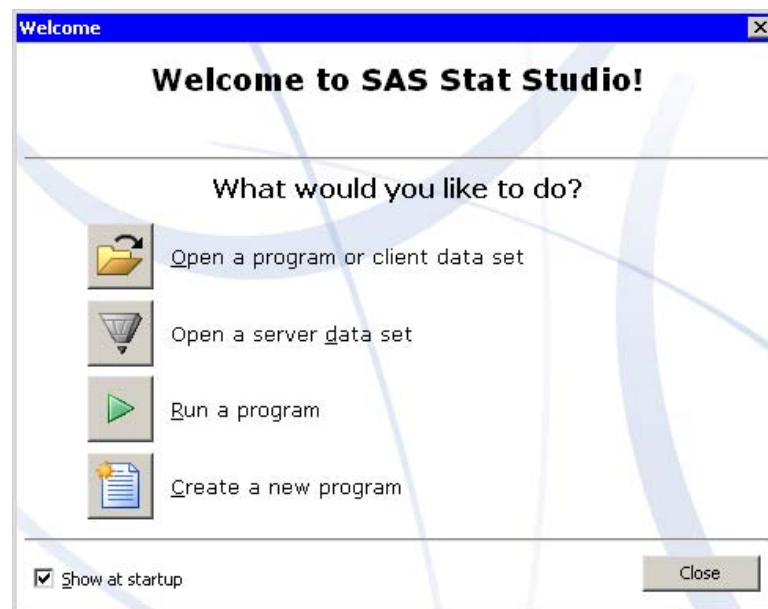 Welcome
Welcome to SAS Stat Studio!
What would you like to do?
Open a program or client data set
Open a server data set
Run a program
Create a new program
Show at startup
Close